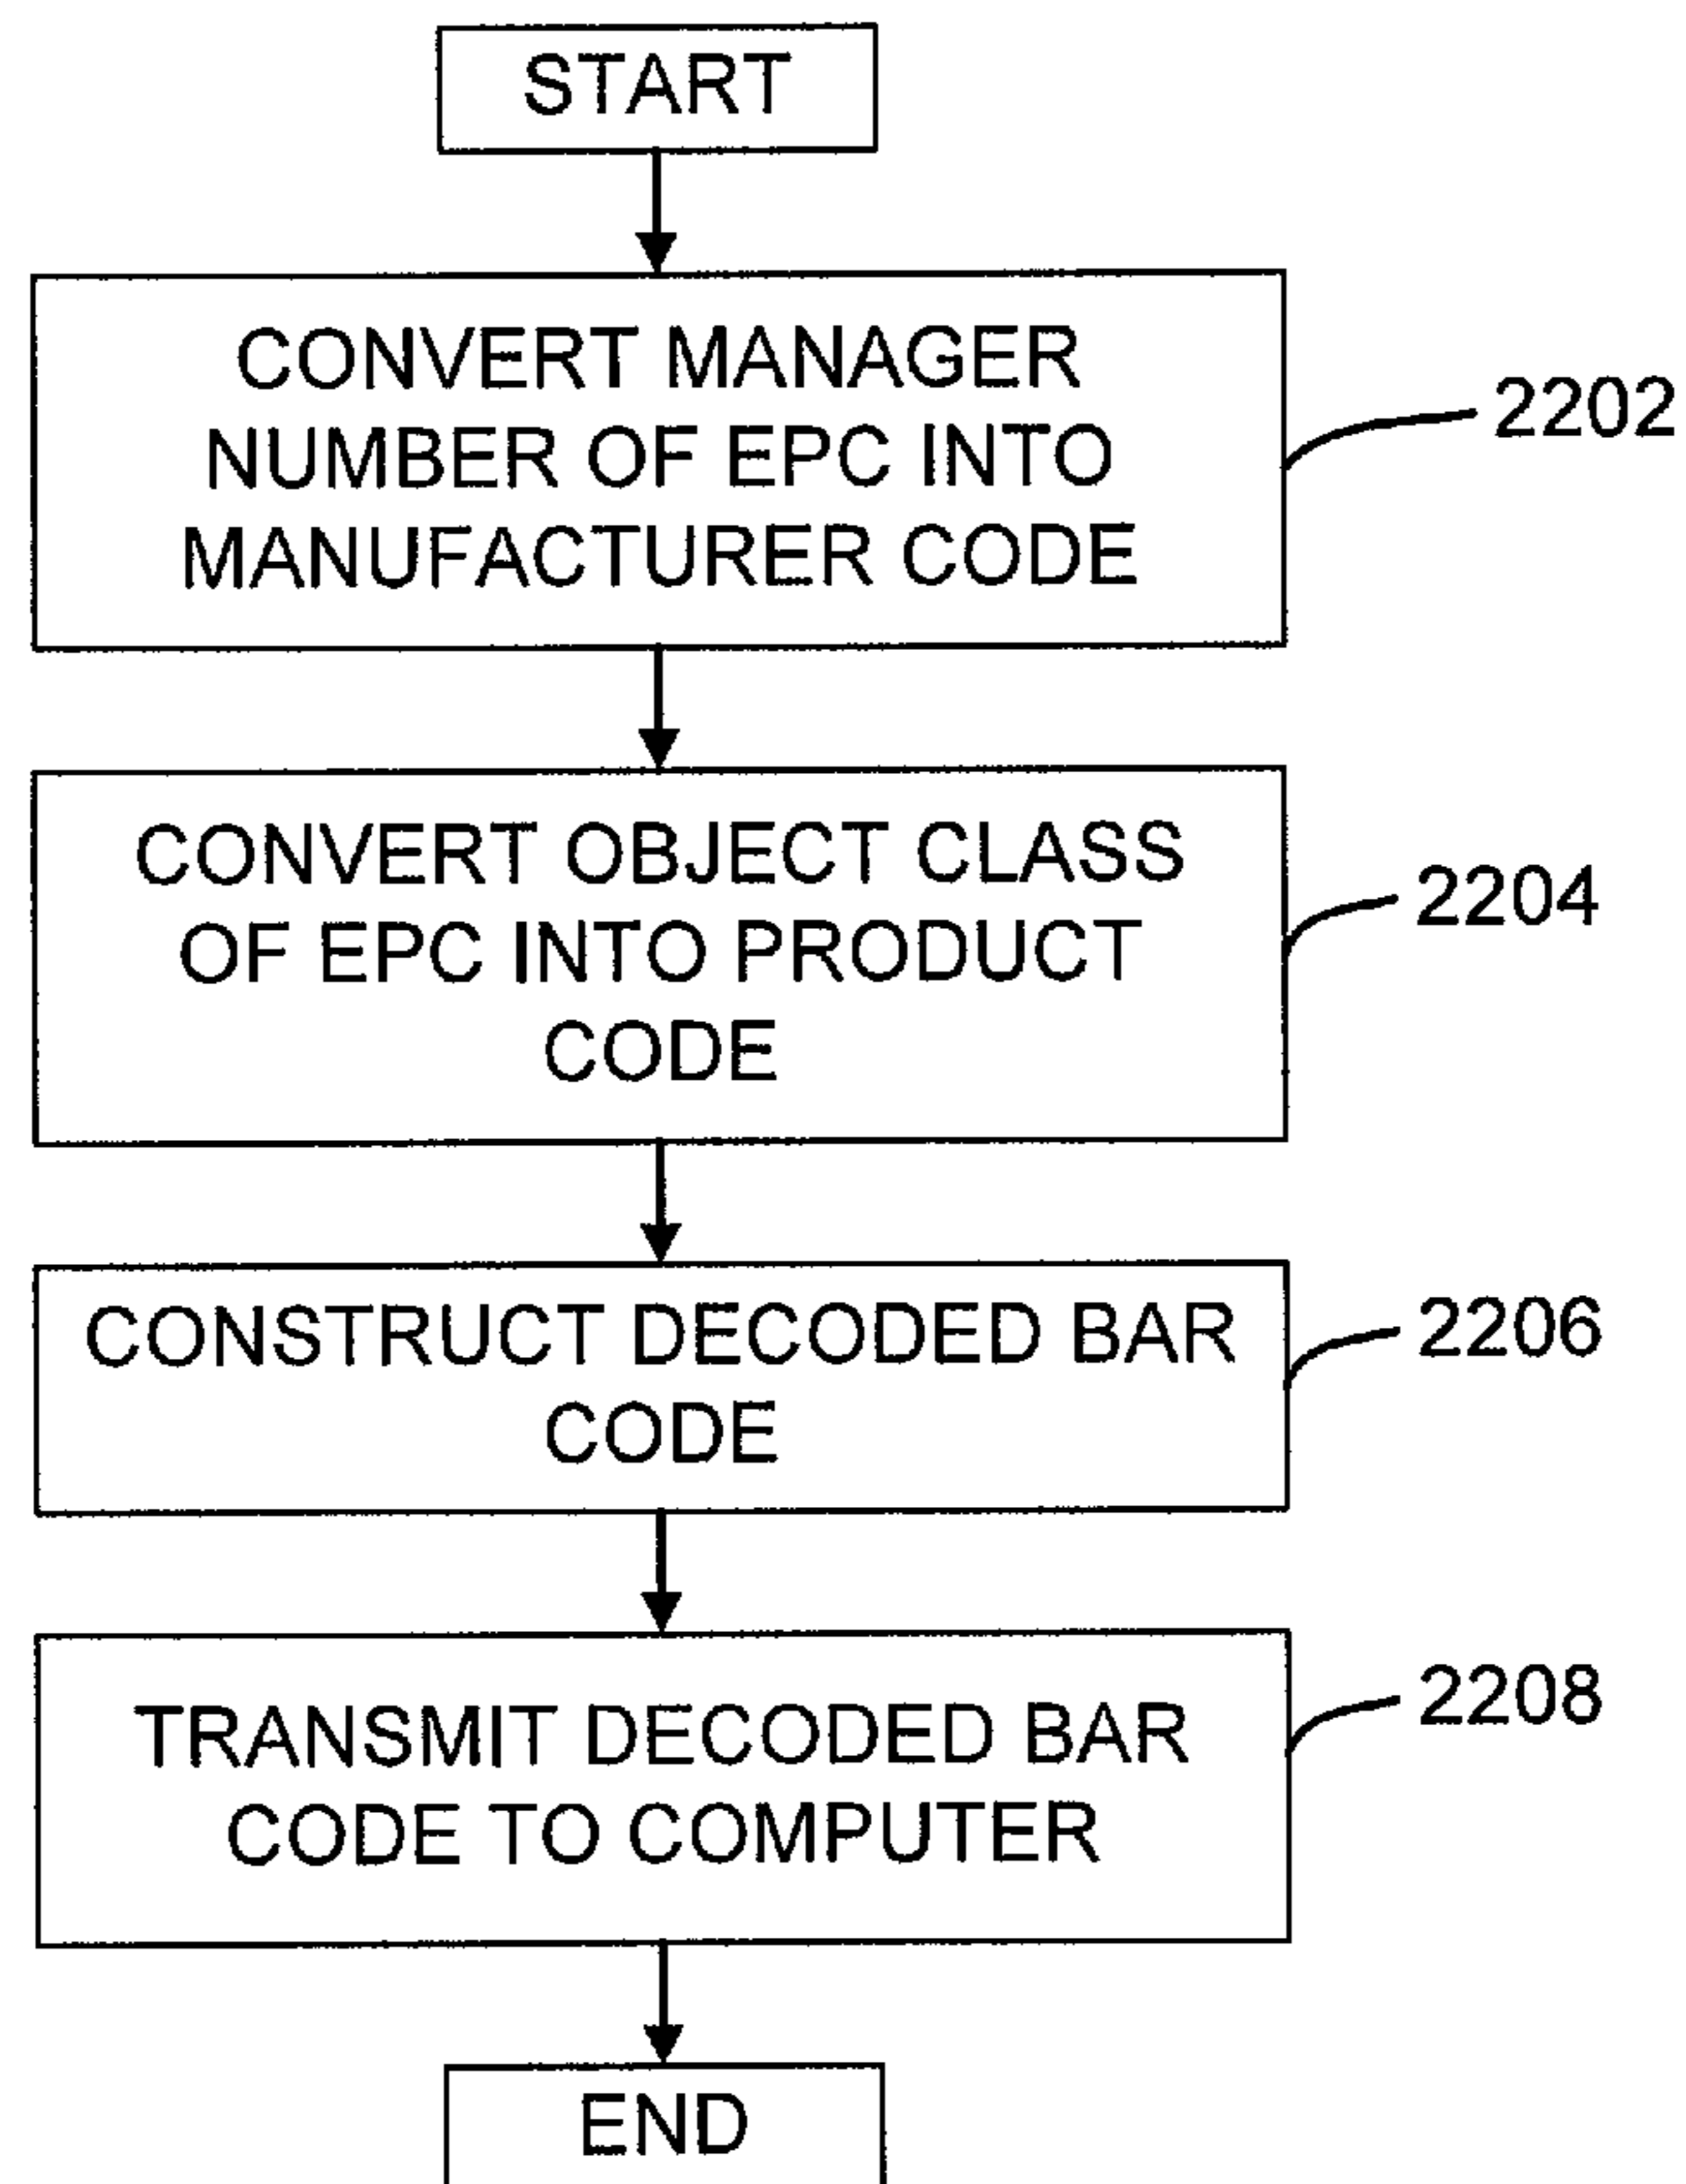 START
CONVERT MANAGER
NUMBER OF EPC INTO
MANUFACTURER CODE
2202
CONVERT OBJECT CLASS
OF EPC INTO PRODUCT
CODE
2204
CONSTRUCT DECODED BAR
CODE
2206
TRANSMIT DECODED BAR
CODE TO COMPUTER
2208
END